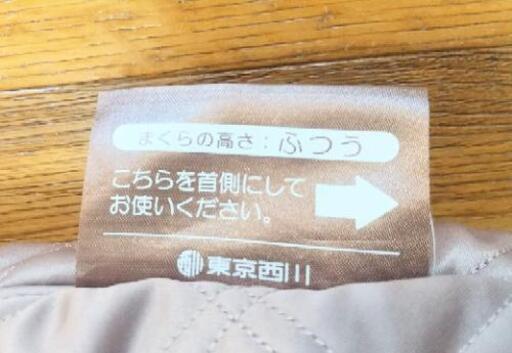 まくらの高さ：ふつう
こちらを首側にして
お使いください。
東京西川